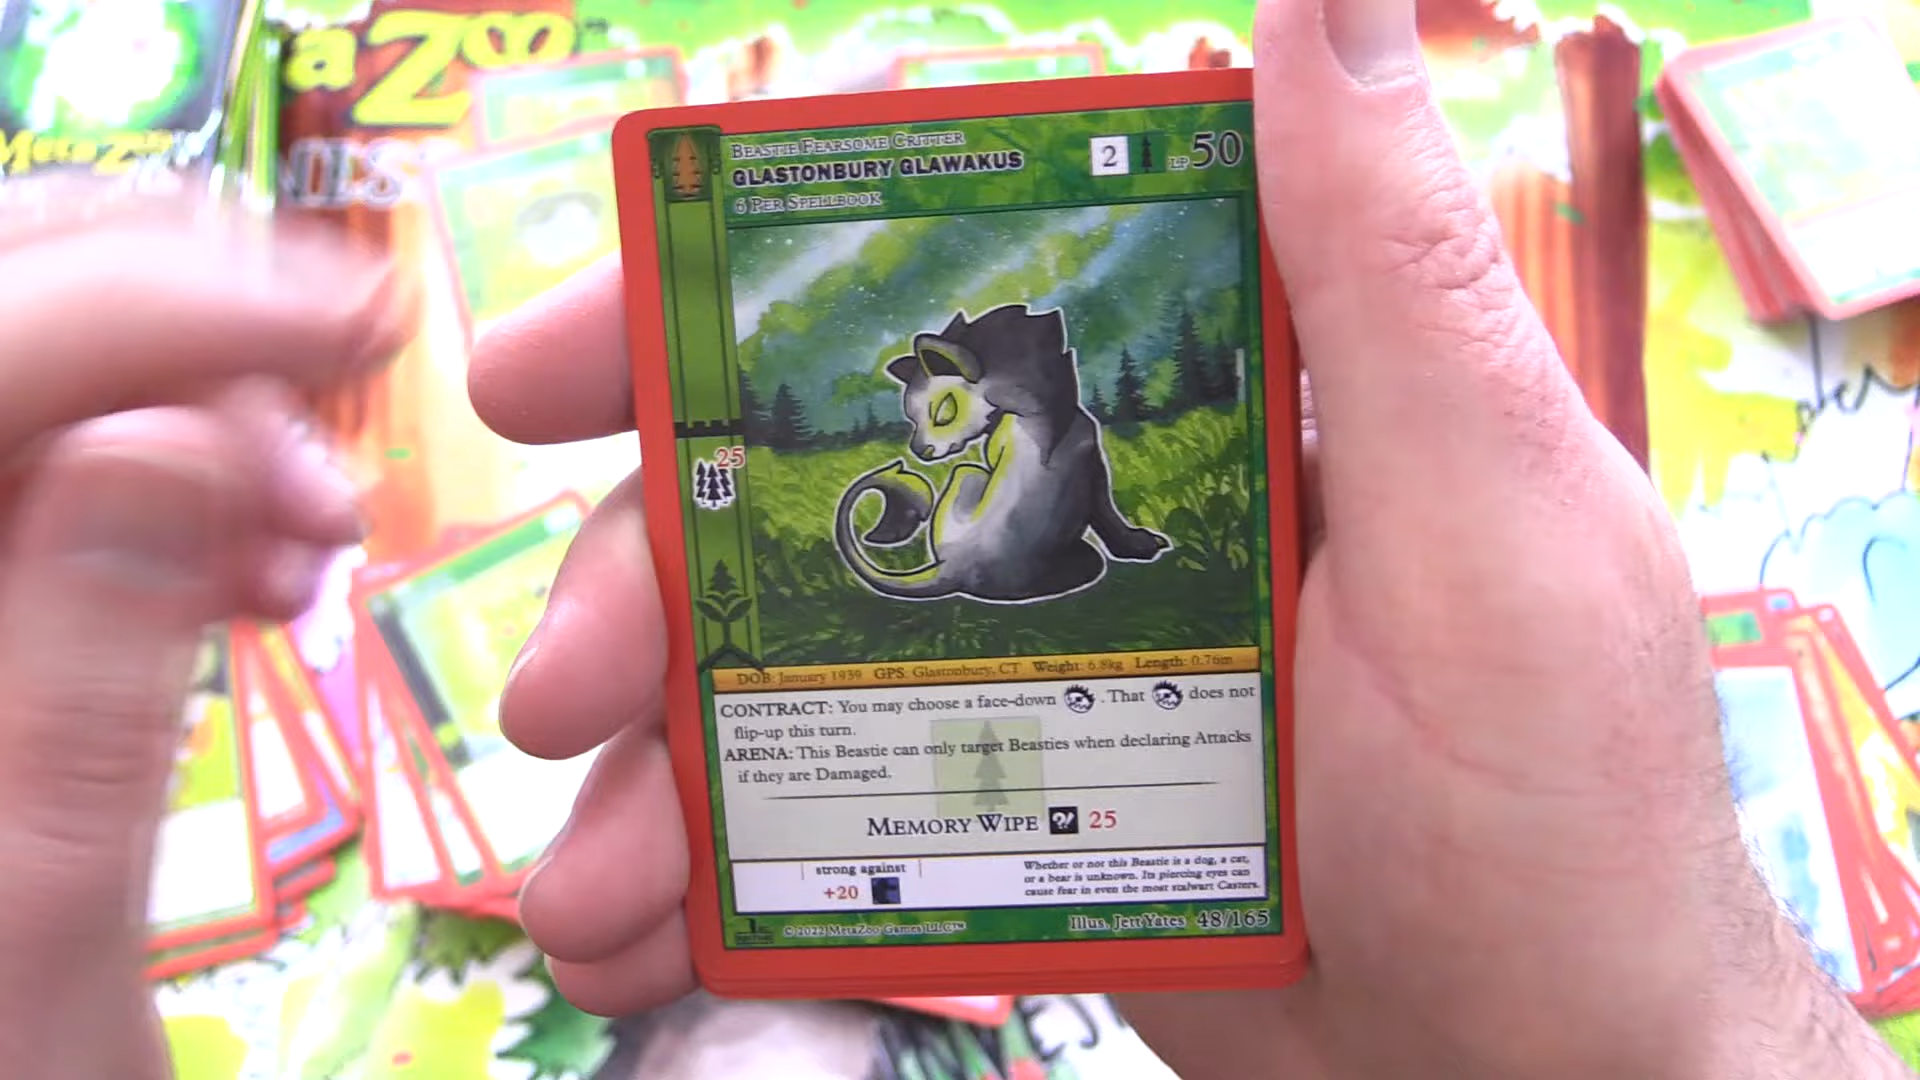 a Zoo
MetaZoo
BEASTIE FEARSOME CRITTER
GLASTONBURY GLAWAKUS
6 PER SPELLBOOK
2
LP 50
25
DOB: January 1939 GPS: Glastonbury, CT Weight: 6.8kg Length: 0.76m
CONTRACT: You may choose a face-down . That does not
flip-up this turn.
ARENA: This Beastie can only target Beasties when declaring Attacks
if they are Damaged.
MEMORY WIPE ?! 25
strong against
+20
Whether or not this Beastie is a dog, a cat,
or a bear is unknown. Its piercing eyes can
cause fear in even the most stalwart Casters.
© 2022 MetaZoo Games LLC™
Illus. Jett Yates 48/165